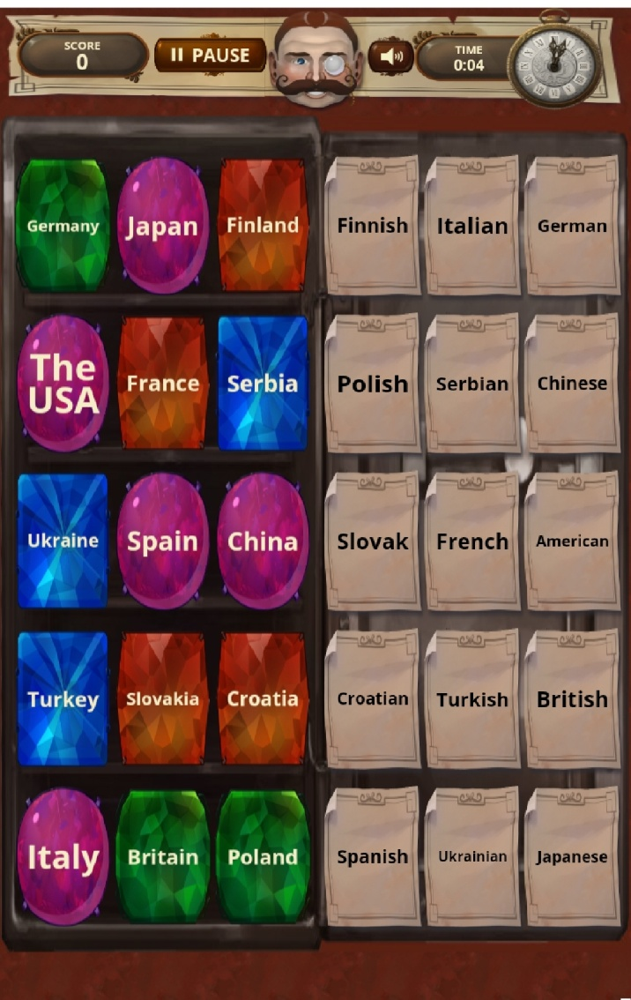 SCORE
0
PAUSE
TIME
0:04
Germany
Japan
Finland
Finnish
Italian
German
The
USA
France
Serbia
Polish
Serbian
Chinese
Ukraine
Spain
China
Slovak
French
American
Turkey
Slovakia
Croatia
Croatian
Turkish
British
Italy
Britain
Poland
Spanish
Ukrainian
Japanese